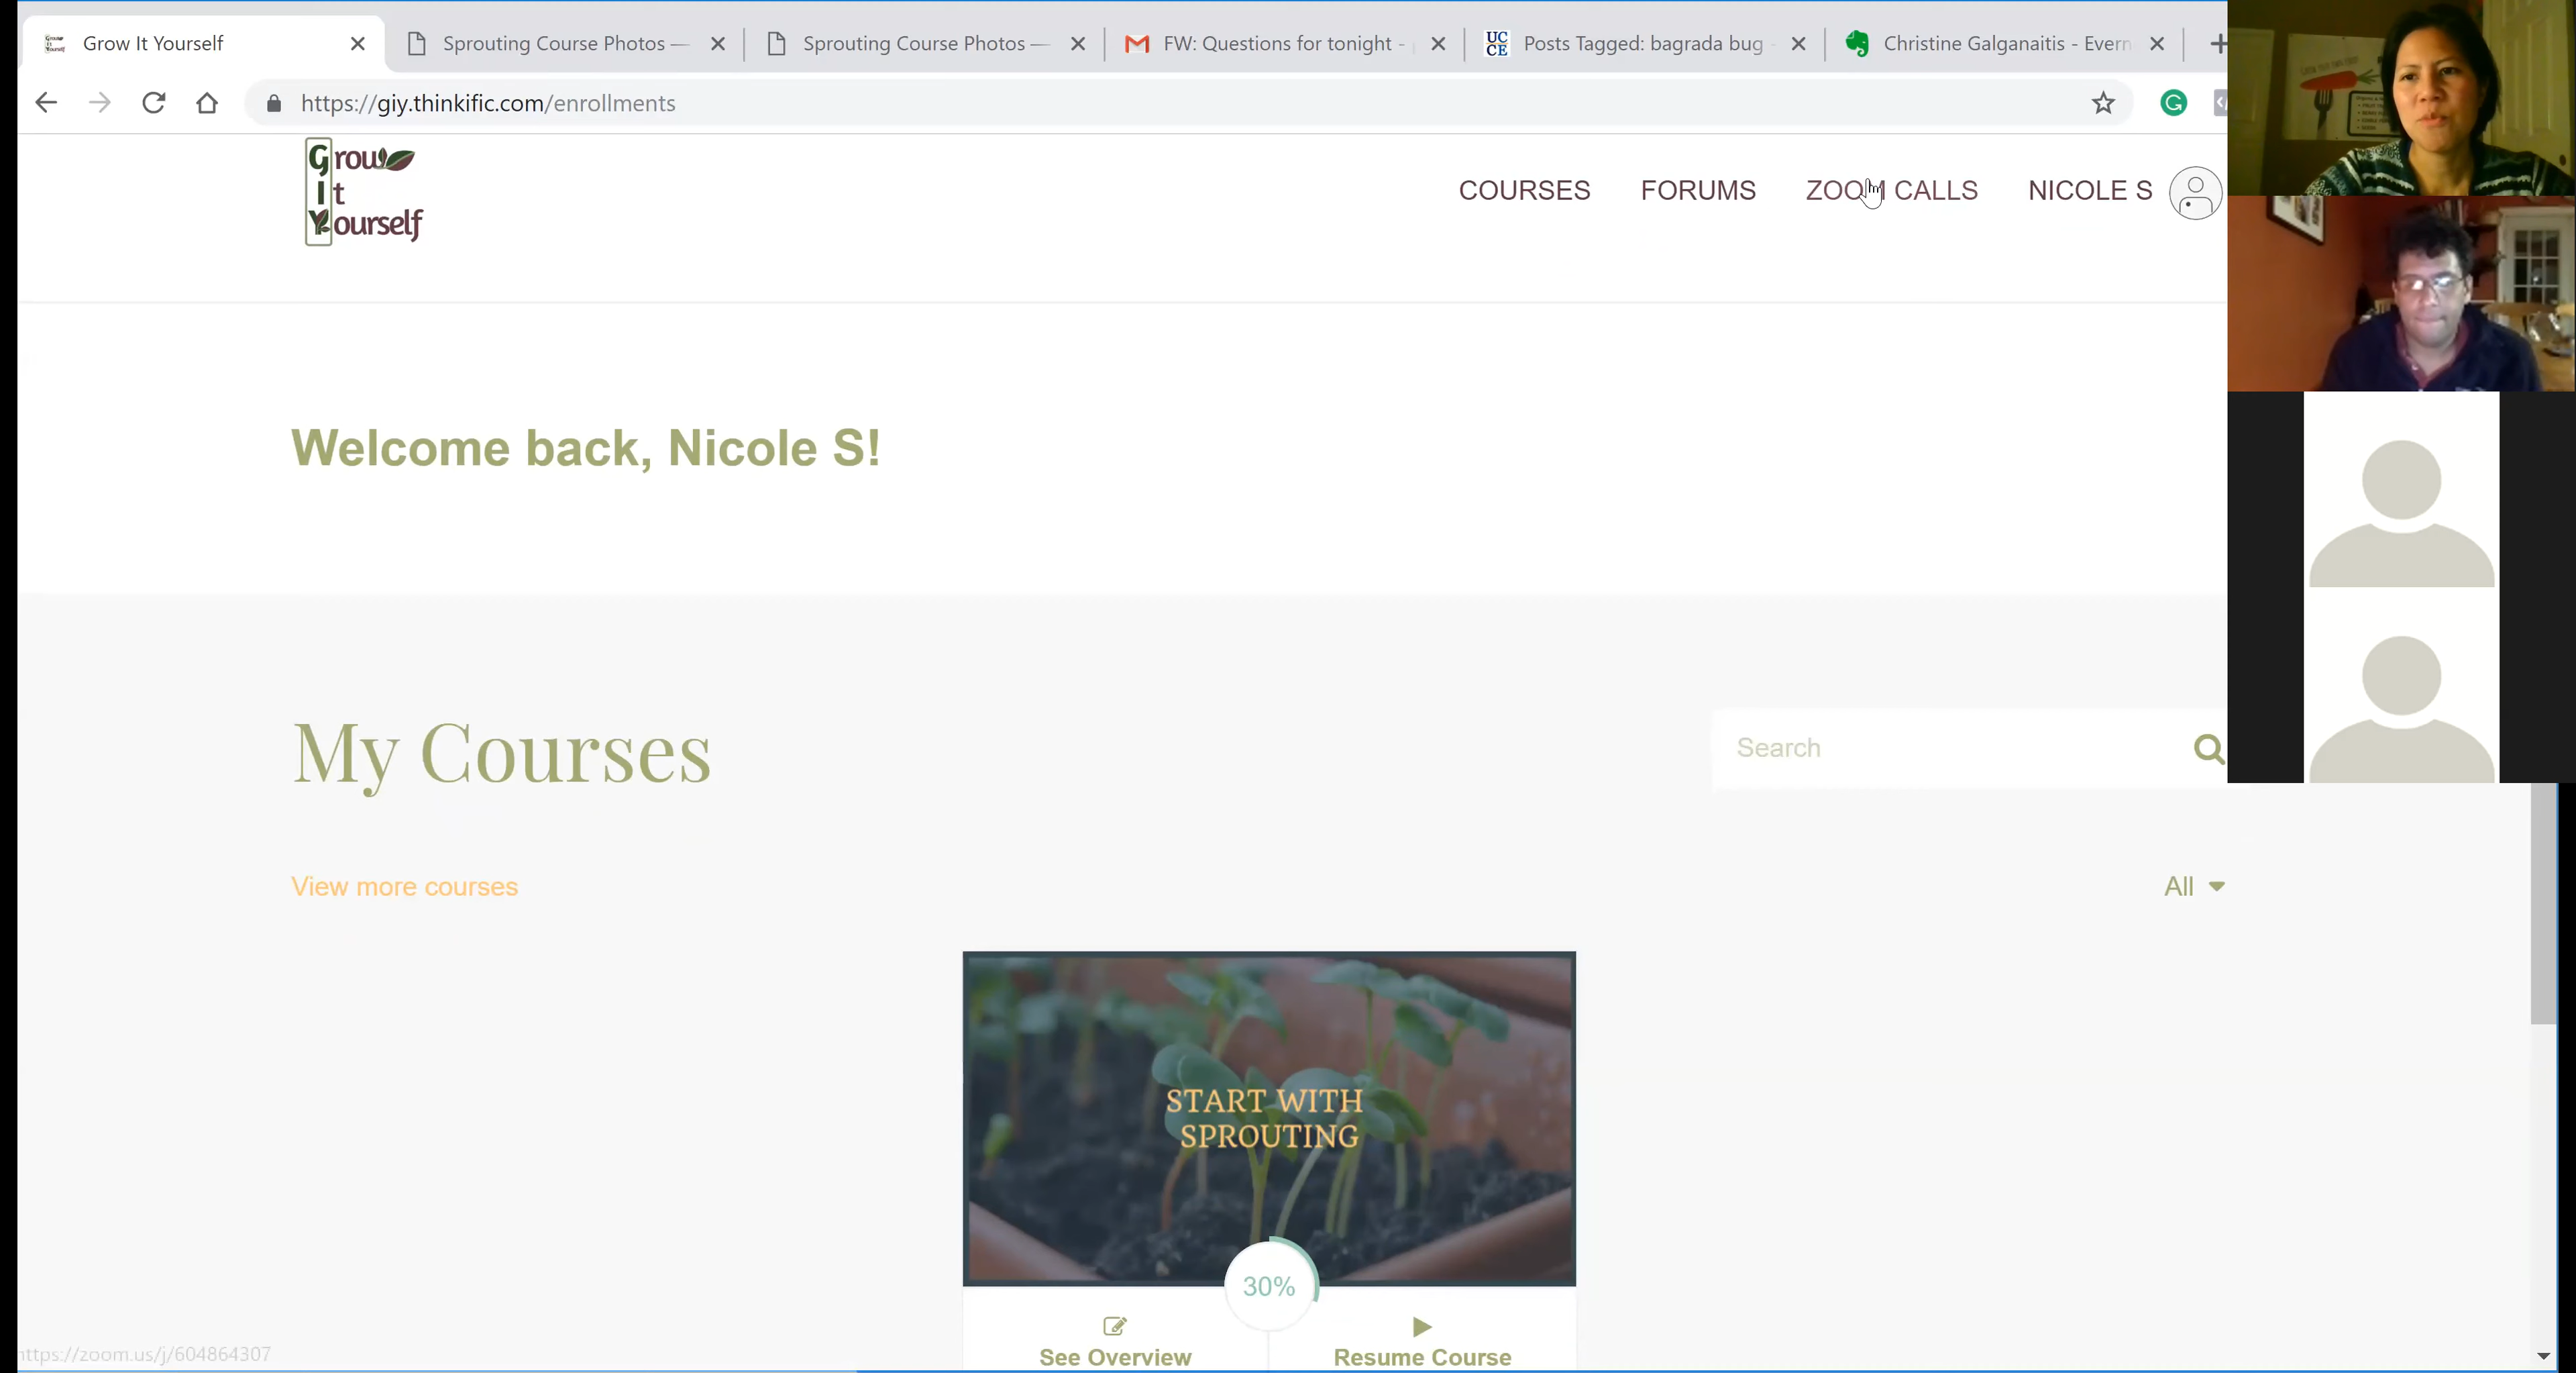 Grow It Yourself
Sprouting Course Photos —
Sprouting Course Photos —
FW: Questions for tonight -
UC CE
Posts Tagged: bagrada bug -
Christine Galganaitis - Evern
https://giy.thinkific.com/enrollments
Grow
It
Yourself
COURSES
FORUMS
ZOOM CALLS
NICOLE S
Welcome back, Nicole S!
My Courses
Search
View more courses
All
START WITH
SPROUTING
30%
See Overview
Resume Course
https://zoom.us/j/604864307